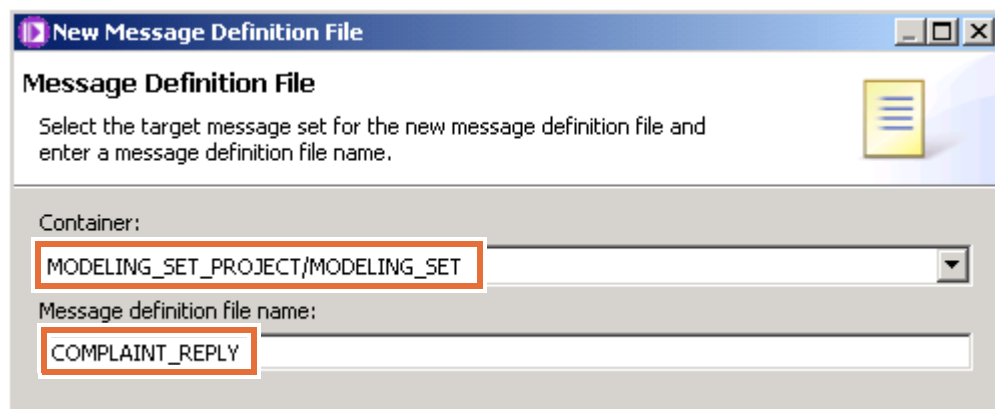 New Message Definition File
Message Definition File
Select the target message set for the new message definition file and
enter a message definition file name.
Container:
MODELING_SET_PROJECT/MODELING_SET
Message definition file name:
COMPLAINT_REPLY